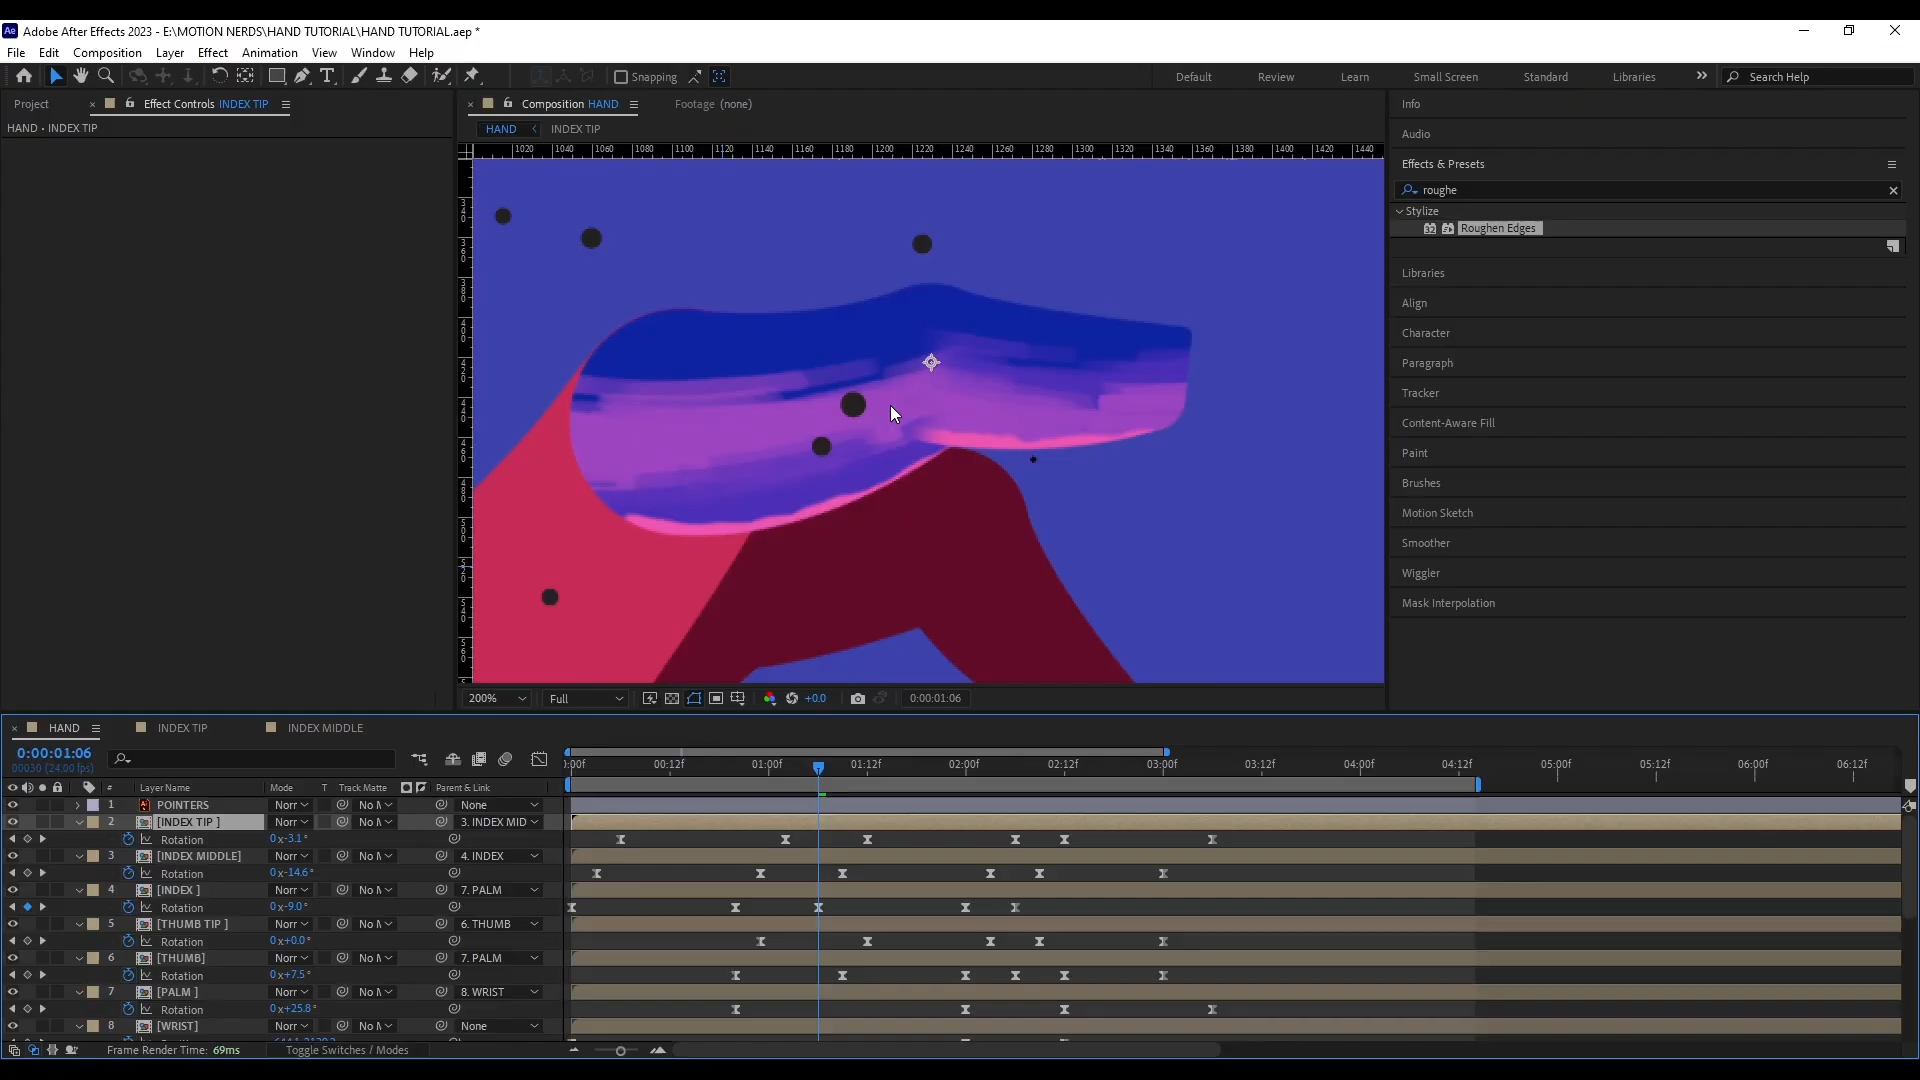 Adobe After Effects 2023 - E:\MOTION NERDS\HAND TUTORIAL\HAND TUTORIAL.aep *
File Edit Composition Layer Effect Animation View Window Help
Snapping Default Review Learn Small Screen Standard Libraries Search Help
Project Effect Controls INDEX TIP
HAND • INDEX TIP
Composition HAND Footage (none)
HAND INDEX TIP
1020 1040 1060 1080 1100 1120 1140 1160 1180 1200 1220 1240 1260 1280 1300 1320 1340 1360 1380 1400 1420 1440
Info
Audio
Effects & Presets
roughe
Stylize
32 Roughen Edges
Libraries
Align
Character
Paragraph
Tracker
Content-Aware Fill
Paint
Brushes
Motion Sketch
Smoother
Wiggler
Mask Interpolation
200% Full +0.0 0:00:01:06
HAND INDEX TIP INDEX MIDDLE
0:00:01:06
00030 (24.00 fps)
:00f 00:12f 01:00f 01:12f 02:00f 02:12f 03:00f 03:12f 04:00f 04:12f 05:00f 05:12f 06:00f 06:12f
# Layer Name Mode T Track Matte Parent & Link
1 POINTERS Norr No M None
2 [INDEX TIP ] Norr No M 3. INDEX MID
Rotation 0x-3.1°
3 [INDEX MIDDLE] Norr No M 4. INDEX
Rotation 0x-14.6°
4 [INDEX ] Norr No M 7. PALM
Rotation 0x-9.0°
5 [THUMB TIP ] Norr No M 6. THUMB
Rotation 0x+0.0°
6 [THUMB] Norr No M 7. PALM
Rotation 0x+7.5°
7 [PALM ] Norr No M 8. WRIST
Rotation 0x+25.8°
8 [WRIST] Norr No M None
Frame Render Time: 69ms Toggle Switches / Modes